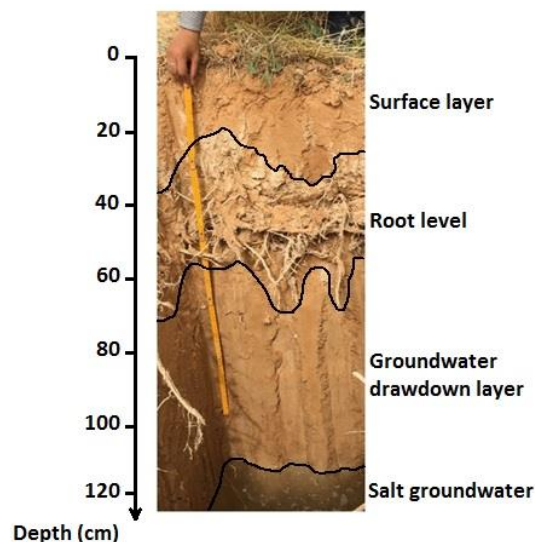 0
Surface layer
20
40
Root level
60
80
Groundwater
drawdown layer
100
120
Salt groundwater
Depth (cm)